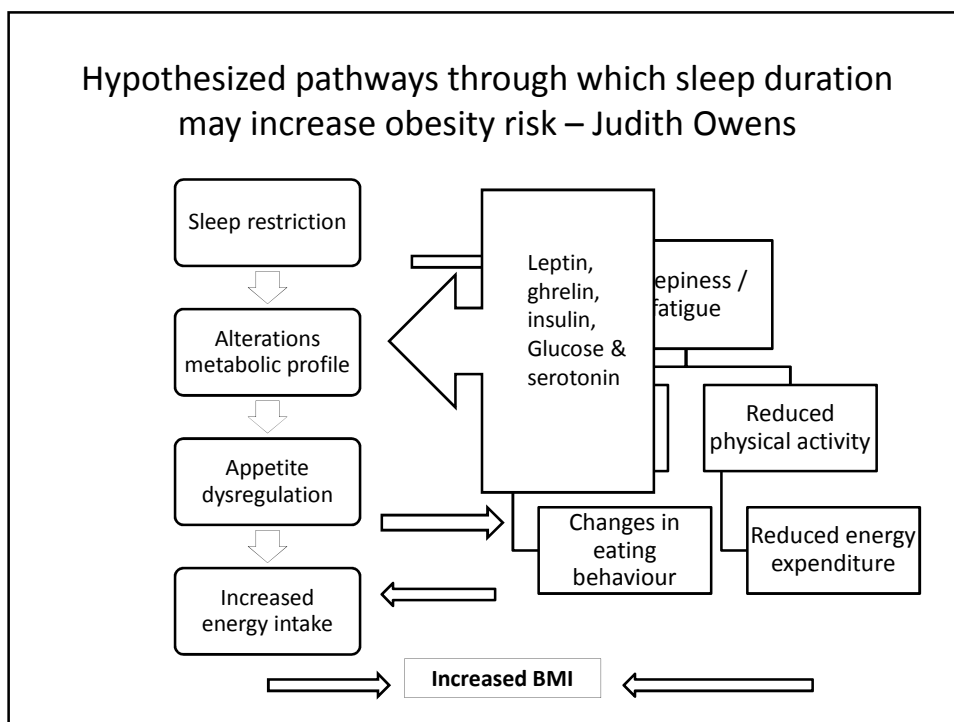 Hypothesized pathways through which sleep duration
may increase obesity risk – Judith Owens
Sleep restriction
Alterations
metabolic profile
Appetite
dysregulation
Increased
energy intake
Leptin,
ghrelin,
insulin,
Glucose &
serotonin
epiness /
fatigue
Reduced
physical activity
Changes in
eating
behaviour
Reduced energy
expenditure
Increased BMI